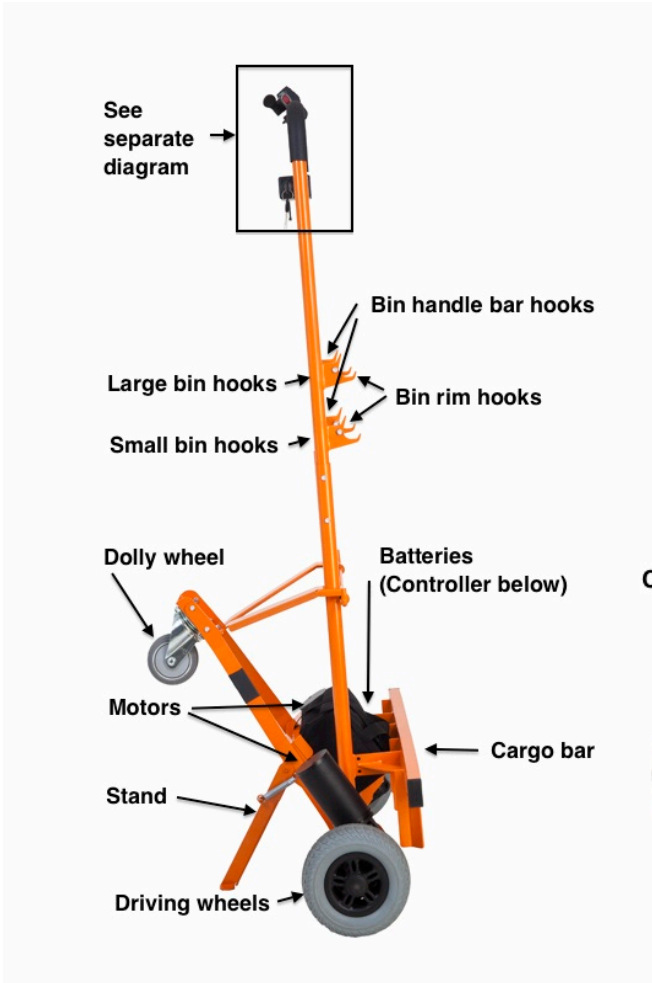 See
separate
diagram
Bin handle bar hooks
Large bin hooks
Bin rim hooks
Small bin hooks
Dolly wheel
Batteries
(Controller below)
Motors
Cargo bar
Stand
Driving wheels